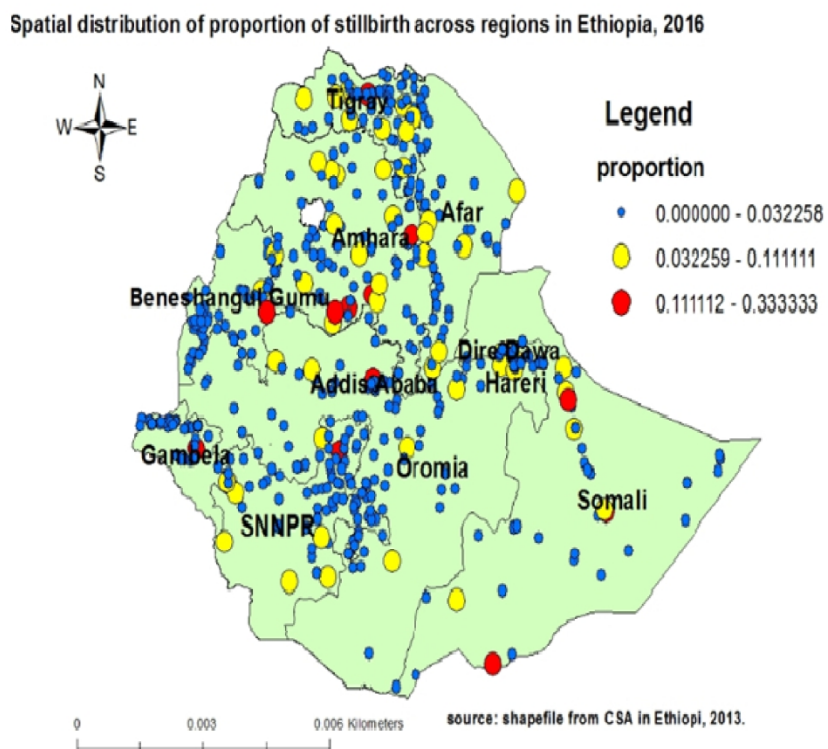 Spatial distribution of proportion of stillbirth across regions in Ethiopia, 2016
N
W E
S
Legend
proportion
0.000000 - 0.032258
0.032259 - 0.111111
0.111112 - 0.333333
Tigray
Afar
Amhara
Beneshangul Gumu
Dire Dawa
Addis Ababa
Hareri
Gambela
Oromia
Somali
SNNPR
0 0.003 0.006 Kilometers
source: shapefile from CSA in Ethiopi, 2013.